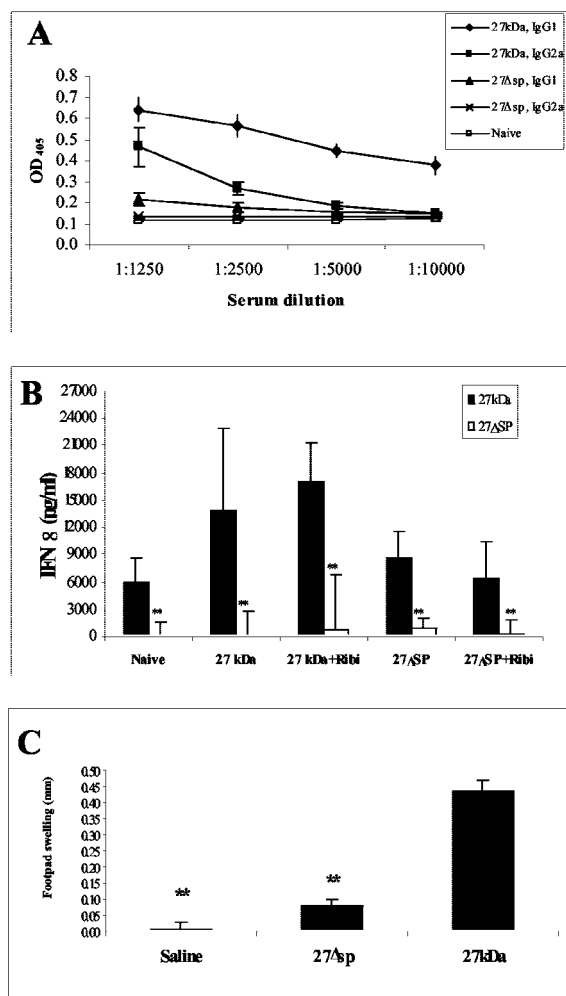 A
27kDa, IgG1
27kDa, IgG2a
27Δsp, IgG1
27Δsp, IgG2a
Naive
0.8
0.7
0.6
0.5
0.4
0.3
0.2
0.1
0.0
OD405
1:1250 1:2500 1:5000 1:10000
Serum dilution
B
27kDa
27ΔSP
27000
24000
21000
18000
15000
12000
9000
6000
3000
0
IFN g (pg/ml)
** ** ** ** **
Naive 27 kDa 27 kDa+Ribi 27ΔSP 27ΔSP+Ribi
C
0.50
0.45
0.40
0.35
0.30
0.25
0.20
0.15
0.10
0.05
0.00
Footpad swelling (mm)
** **
Saline 27Δsp 27kDa